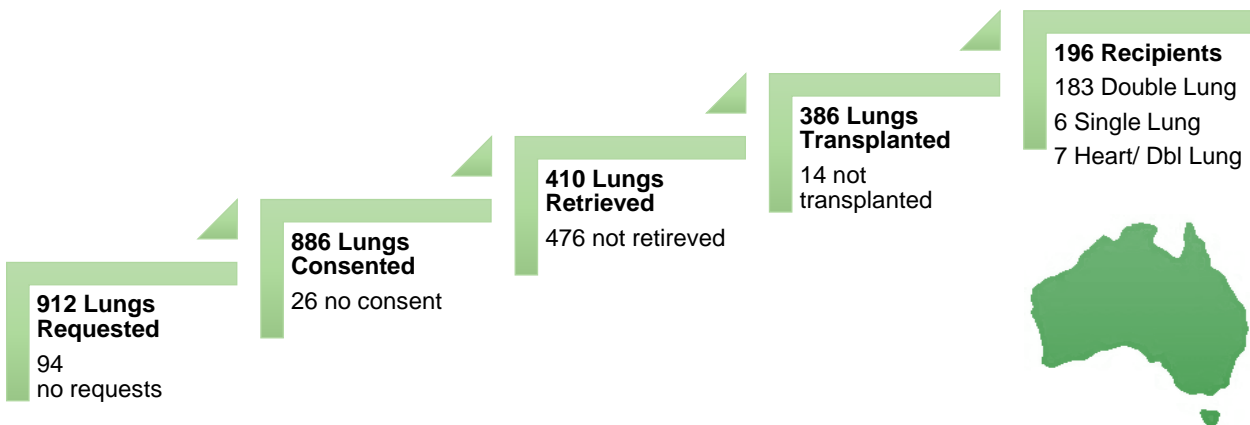 912 Lungs
Requested
94
no requests
886 Lungs
Consented
26 no consent
410 Lungs
Retrieved
476 not retireved
386 Lungs
Transplanted
14 not
transplanted
196 Recipients
183 Double Lung
6 Single Lung
7 Heart/ Dbl Lung